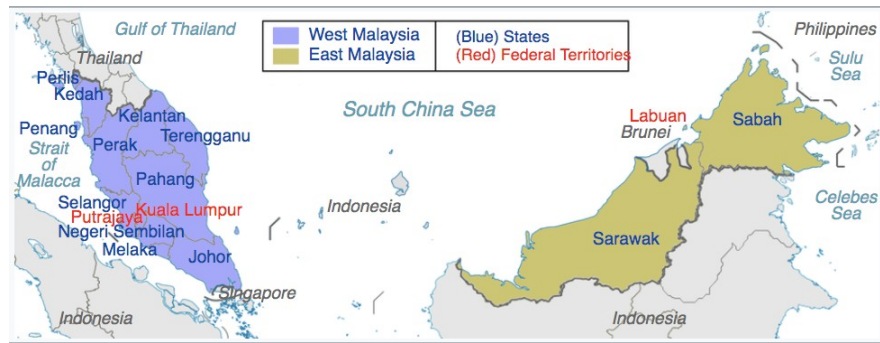 Gulf of Thailand
West Malaysia
East Malaysia
(Blue) States
(Red) Federal Territories
Philippines
Sulu
Sea
Thailand
Perlis
Kedah
South China Sea
Kelantan
Penang
Terengganu
Perak
Strait
of
Malacca
Labuan
Brunei
Sabah
Pahang
Celebes
Sea
Selangor
Putrajaya
Kuala Lumpur
Indonesia
Negeri Sembilan
Melaka
Johor
Sarawak
Singapore
Indonesia
Indonesia